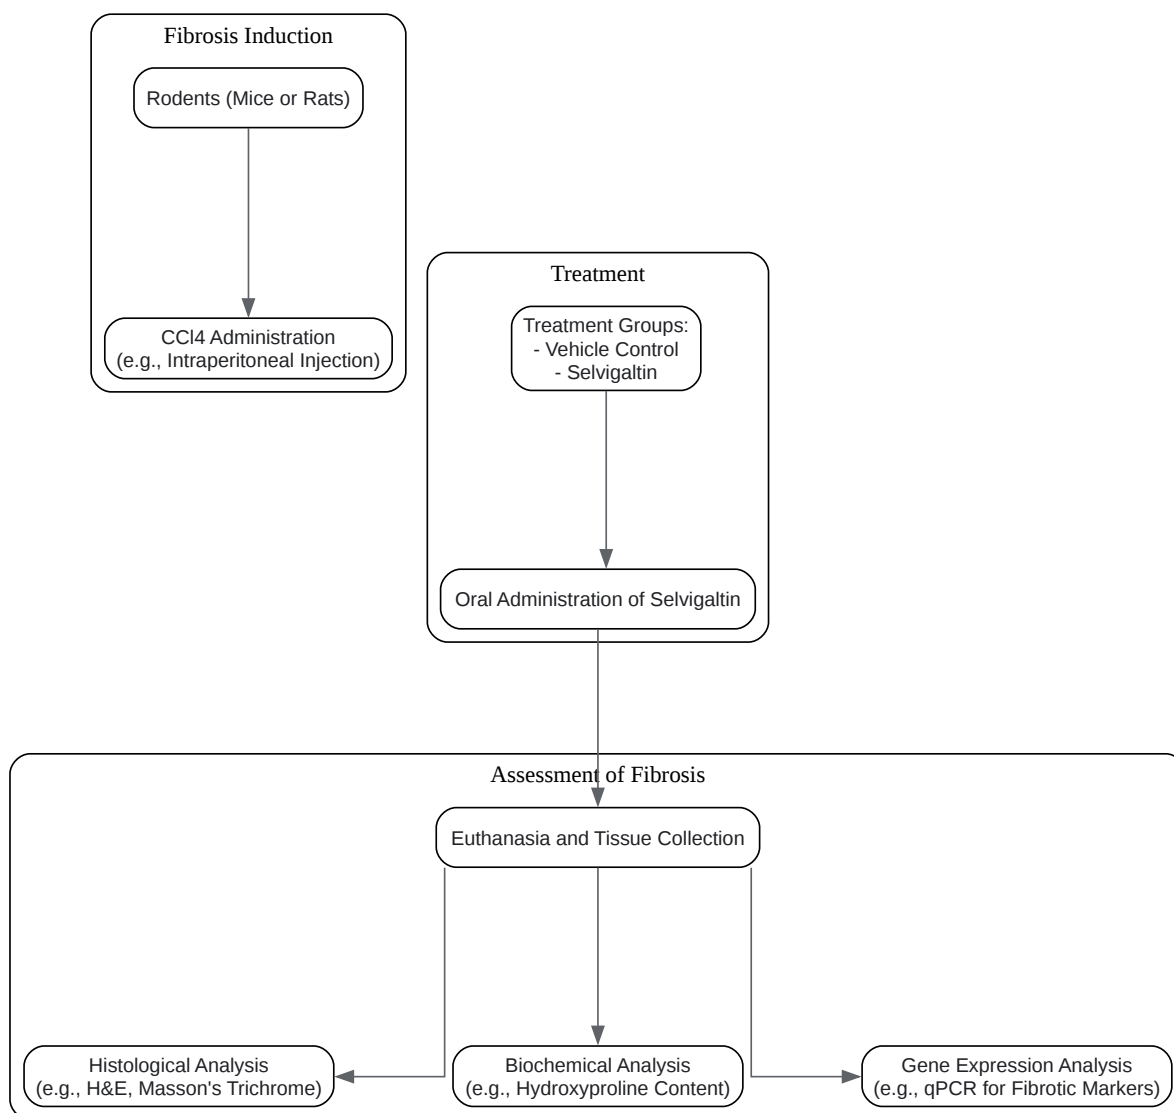 Fibrosis Induction
Rodents (Mice or Rats)
CCl4 Administration
(e.g., Intraperitoneal Injection)
Treatment
Treatment Groups:
- Vehicle Control
- Selvigaltin
Oral Administration of Selvigaltin
Assessment of Fibrosis
Euthanasia and Tissue Collection
Histological Analysis
(e.g., H&E, Masson's Trichrome)
Biochemical Analysis
(e.g., Hydroxyproline Content)
Gene Expression Analysis
(e.g., qPCR for Fibrotic Markers)